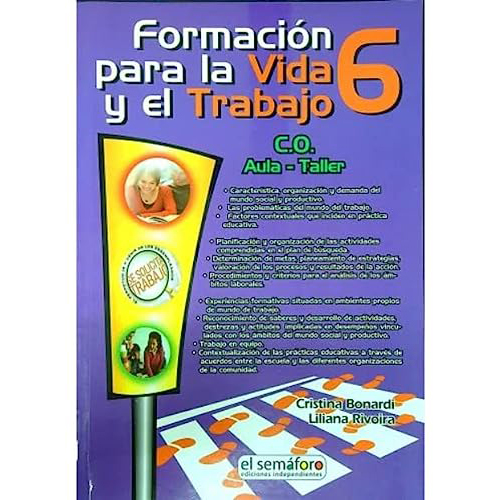 Formación
para la Vida
y el Trabajo
6
C.O.
Aula - Taller
• Característica, organización y demanda del
mundo social y productivo.
• Las problemáticas del mundo del trabajo.
• Factores contextuales que inciden en práctica
educativa.
• Planificación y organización de las actividades
comprendidas en el plan de búsqueda.
• Determinación de metas, planeamiento de estrategias,
valoración de los procesos y resultados de la acción.
• Procedimientos y criterios para el análisis de los ám-
bitos laborales.
• Experiencias formativas situadas en ambientes propios
de mundo de trabajo.
• Reconocimiento de saberes y desarrollo de actividades,
destrezas y actitudes implicadas en desempeños vincu-
lados con los ámbitos del mundo social y productivo.
• Trabajo en equipo.
• Contextualización de las prácticas educativas a través de
acuerdos entre la escuela y las diferentes organizaciones
de la comunidad.
SE SOLICITA
TRABAJO
Cristina Bonardi
Liliana Rivoira
el semáforo
ediciones independientes